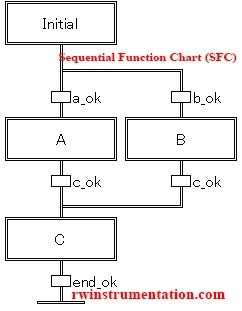 Initial
Sequential Function Chart (SFC)
a_ok
b_ok
A
B
c_ok
c_ok
C
end_ok
rwinstrumentation.com